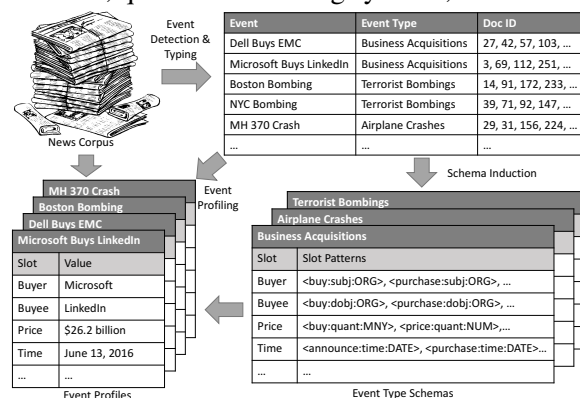 Event
Detection &
Typing
News Corpus
Event Event Type Doc ID
Dell Buys EMC Business Acquisitions 27, 42, 57, 103, …
Microsoft Buys LinkedIn Business Acquisitions 3, 69, 112, 251, …
Boston Bombing Terrorist Bombings 14, 91, 172, 233, …
NYC Bombing Terrorist Bombings 39, 71, 92, 147, …
MH 370 Crash Airplane Crashes 29, 31, 156, 224, …
… … …
Event
Profiling
Schema Induction
MH 370 Crash
Boston Bombing
Dell Buys EMC
Microsoft Buys LinkedIn
Slot Value
Buyer Microsoft
Buyee LinkedIn
Price $26.2 billion
Time June 13, 2016
… …
Event Profiles
Terrorist Bombings
Airplane Crashes
Business Acquisitions
Slot Slot Patterns
Buyer <buy:subj:ORG>, <purchase:subj:ORG>, …
Buyee <buy:dobj:ORG>, <purchase:dobj:ORG>, …
Price <buy:quant:MNY>, <price:quant:NUM>,…
Time <announce:time:DATE>, <purchase:time:DATE>…
… …
Event Type Schemas